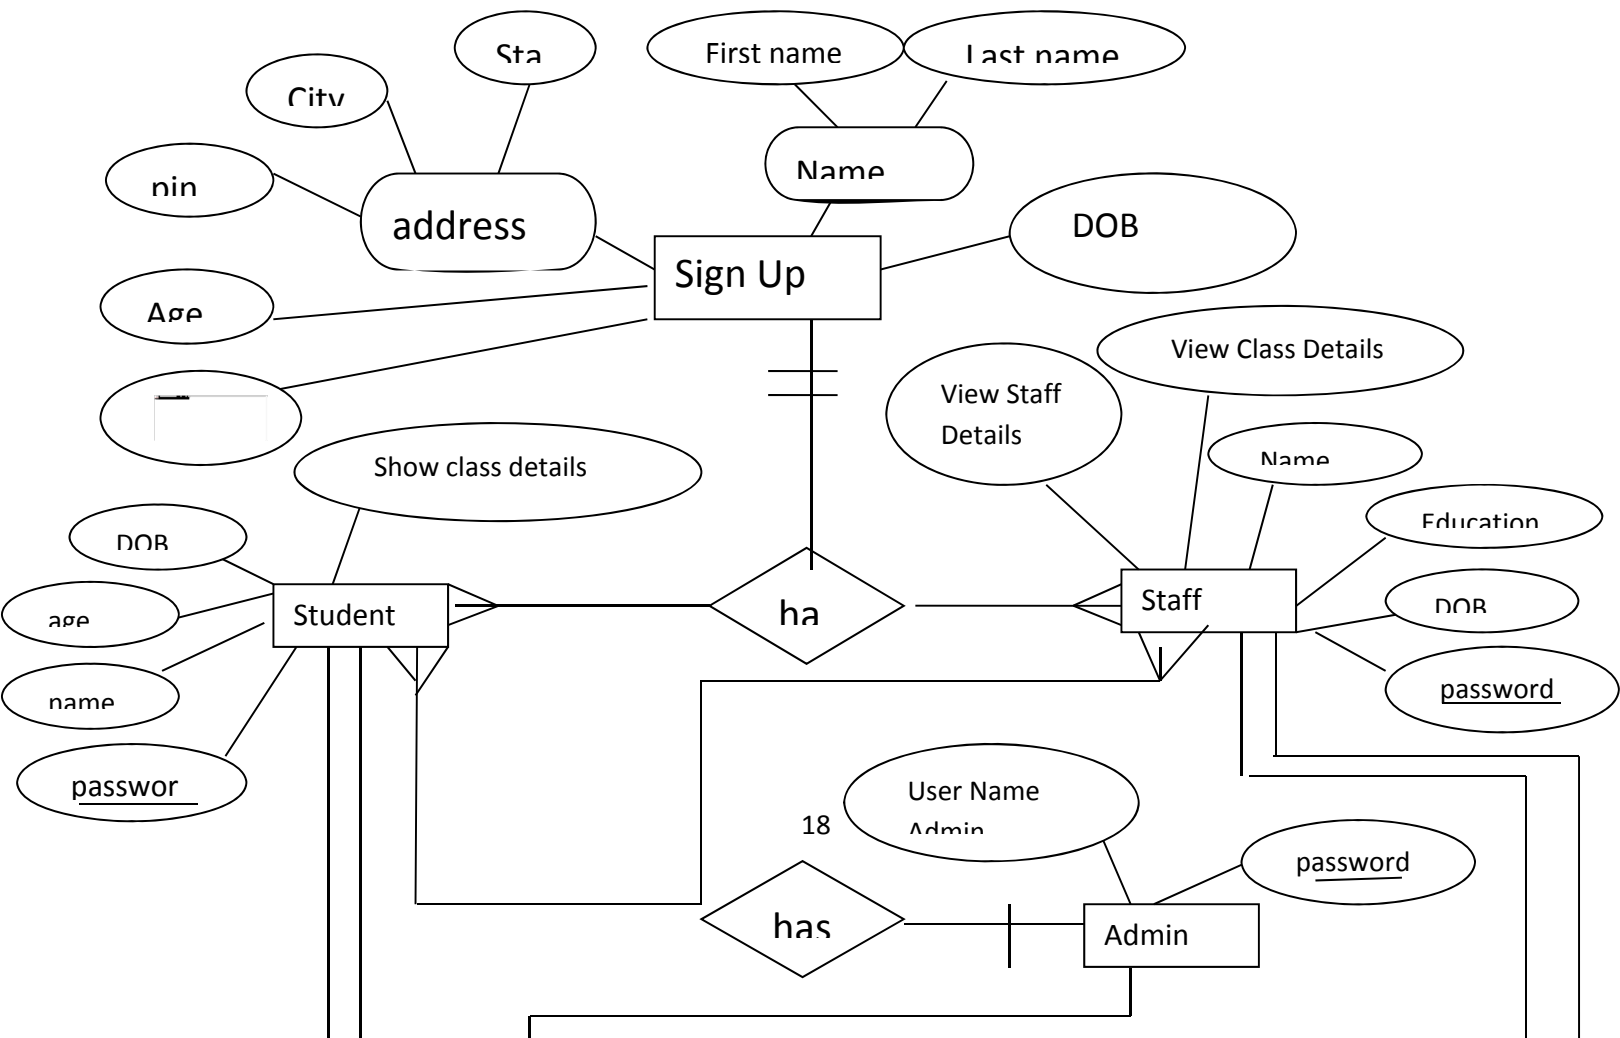 Sta
First name
Last name
City
Name
pin
address
DOB
Sign Up
Age
View Class Details
View Staff
Details
Name
Show class details
Education
DOB
Student
Staff
DOB
age
ha
name
password
passwor
User Name
Admin
18
password
has
Admin